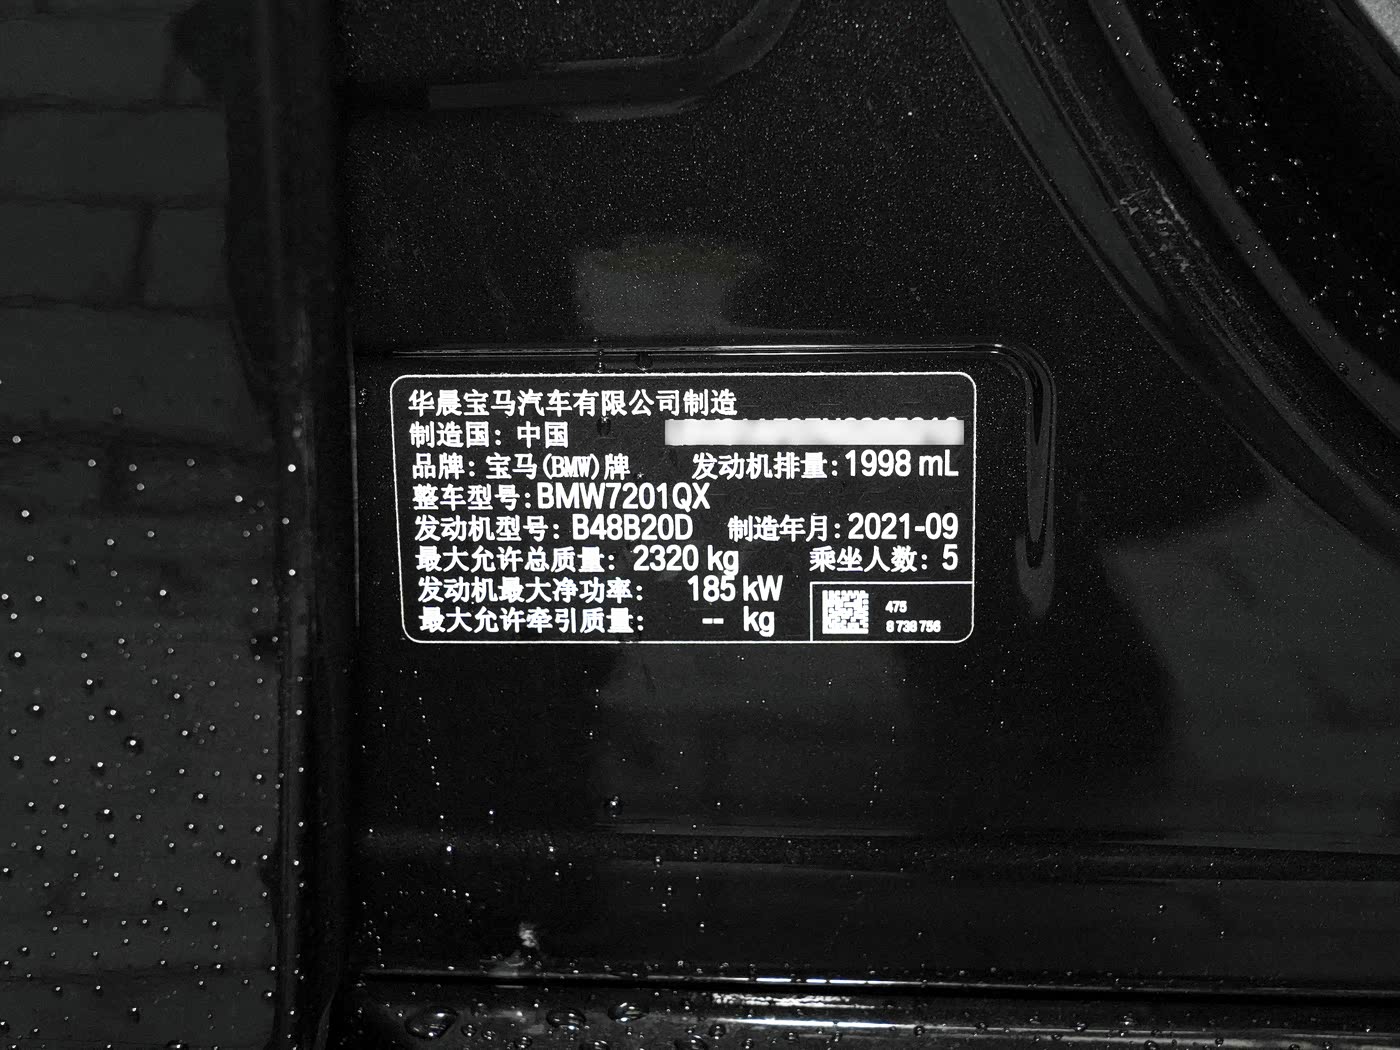 华晨宝马汽车有限公司制造
制造国：中国
品牌：宝马(BMW)牌 发动机排量：1998 mL
整车型号：BMW7201QX
发动机型号：B48B20D 制造年月：2021-09
最大允许总质量：2320 kg 乘坐人数：5
发动机最大净功率：185 kW
最大允许牵引质量：-- kg
475
8 738 756